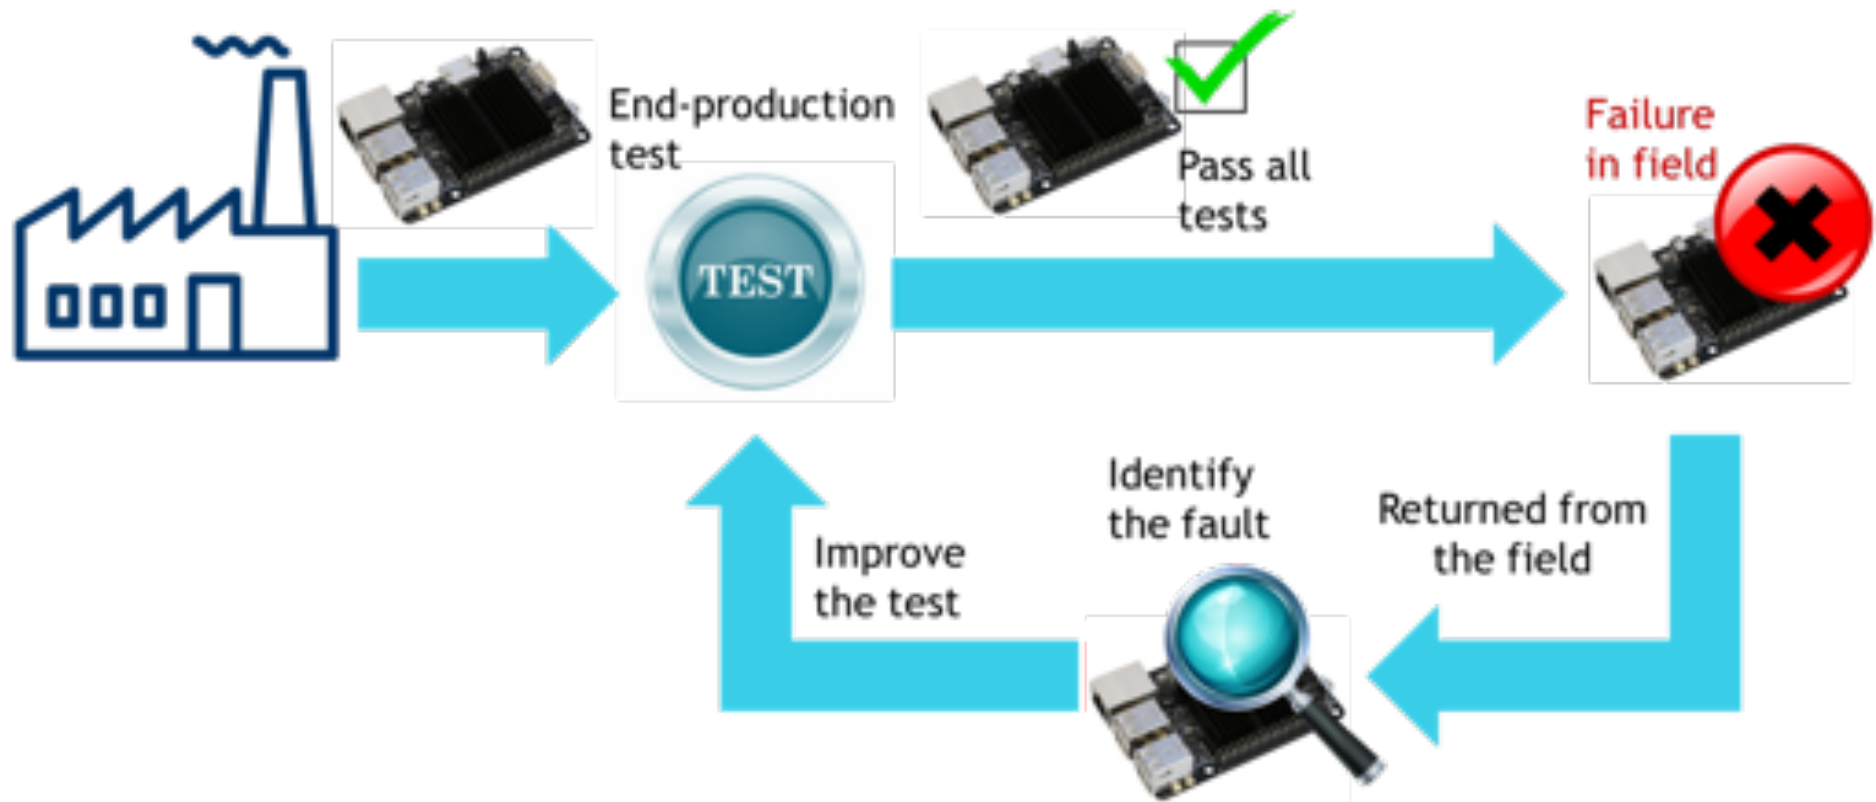 End-production
test
TEST
Pass all
tests
Failure
in field
Returned from
the field
Identify
the fault
Improve
the test